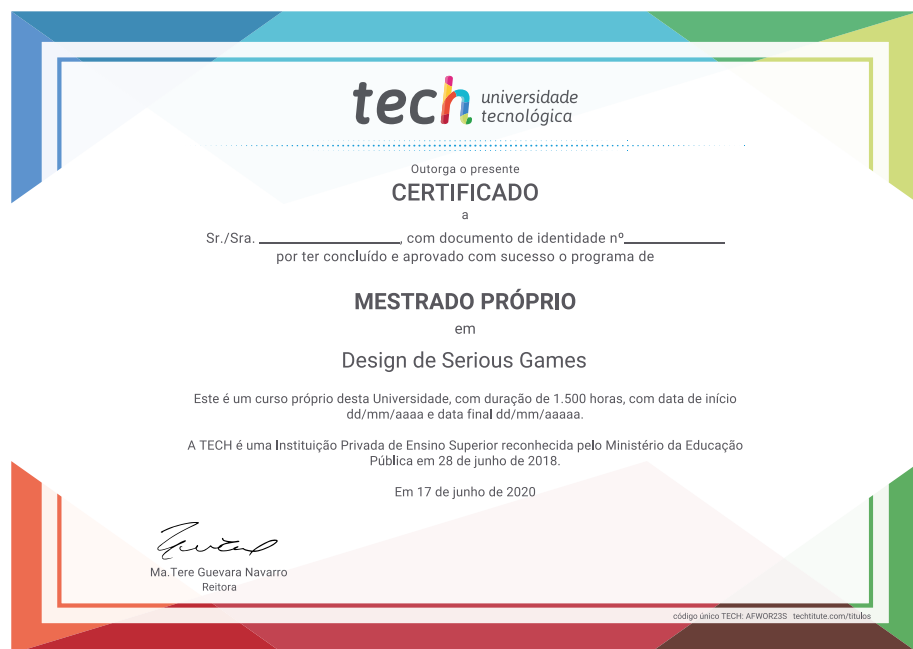 tech universidade
tecnológica
Outorga o presente
CERTIFICADO
a
Sr./Sra. ____________________, com documento de identidade nº______________
por ter concluído e aprovado com sucesso o programa de
MESTRADO PRÓPRIO
em
Design de Serious Games
Este é um curso próprio desta Universidade, com duração de 1.500 horas, com data de início
dd/mm/aaaa e data final dd/mm/aaaaa.
A TECH é uma Instituição Privada de Ensino Superior reconhecida pelo Ministério da Educação
Pública em 28 de junho de 2018.
Em 17 de junho de 2020
Ma.Tere Guevara Navarro
Reitora
código único TECH: AFWOR23S techtitute.com/titulos